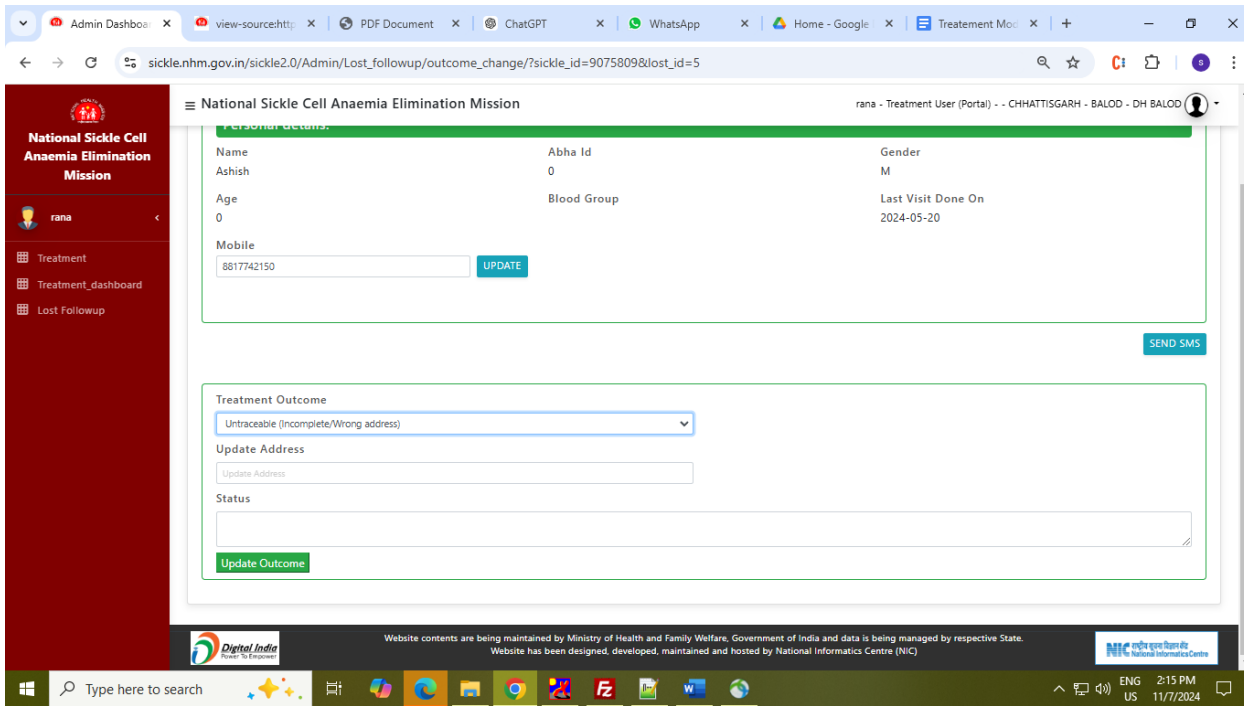 Admin Dashboar
view-source:http
PDF Document
ChatGPT
WhatsApp
Home - Google
Treatement Mod
sickle.nhm.gov.in/sickle2.0/Admin/Lost_followup/outcome_change/?sickle_id=9075809&lost_id=5
National Sickle Cell Anaemia Elimination Mission
rana - Treatment User (Portal) - - CHHATTISGARH - BALOD - DH BALOD
National Sickle Cell
Anaemia Elimination
Mission
rana
Treatment
Treatment_dashboard
Lost Followup
Personal details:
Name
Abha Id
Gender
Ashish
0
M
Age
Blood Group
Last Visit Done On
0
2024-05-20
Mobile
8817742150
UPDATE
SEND SMS
Treatment Outcome
Untraceable (Incomplete/Wrong address)
Update Address
Update Address
Status
Update Outcome
Digital India
Power To Empower
Website contents are being maintained by Ministry of Health and Family Welfare, Government of India and data is being managed by respective State.
Website has been designed, developed, maintained and hosted by National Informatics Centre (NIC)
NIC
राष्ट्रीय सूचना विज्ञान केंद्र
National Informatics Centre
Type here to search
ENG
US
2:15 PM
11/7/2024